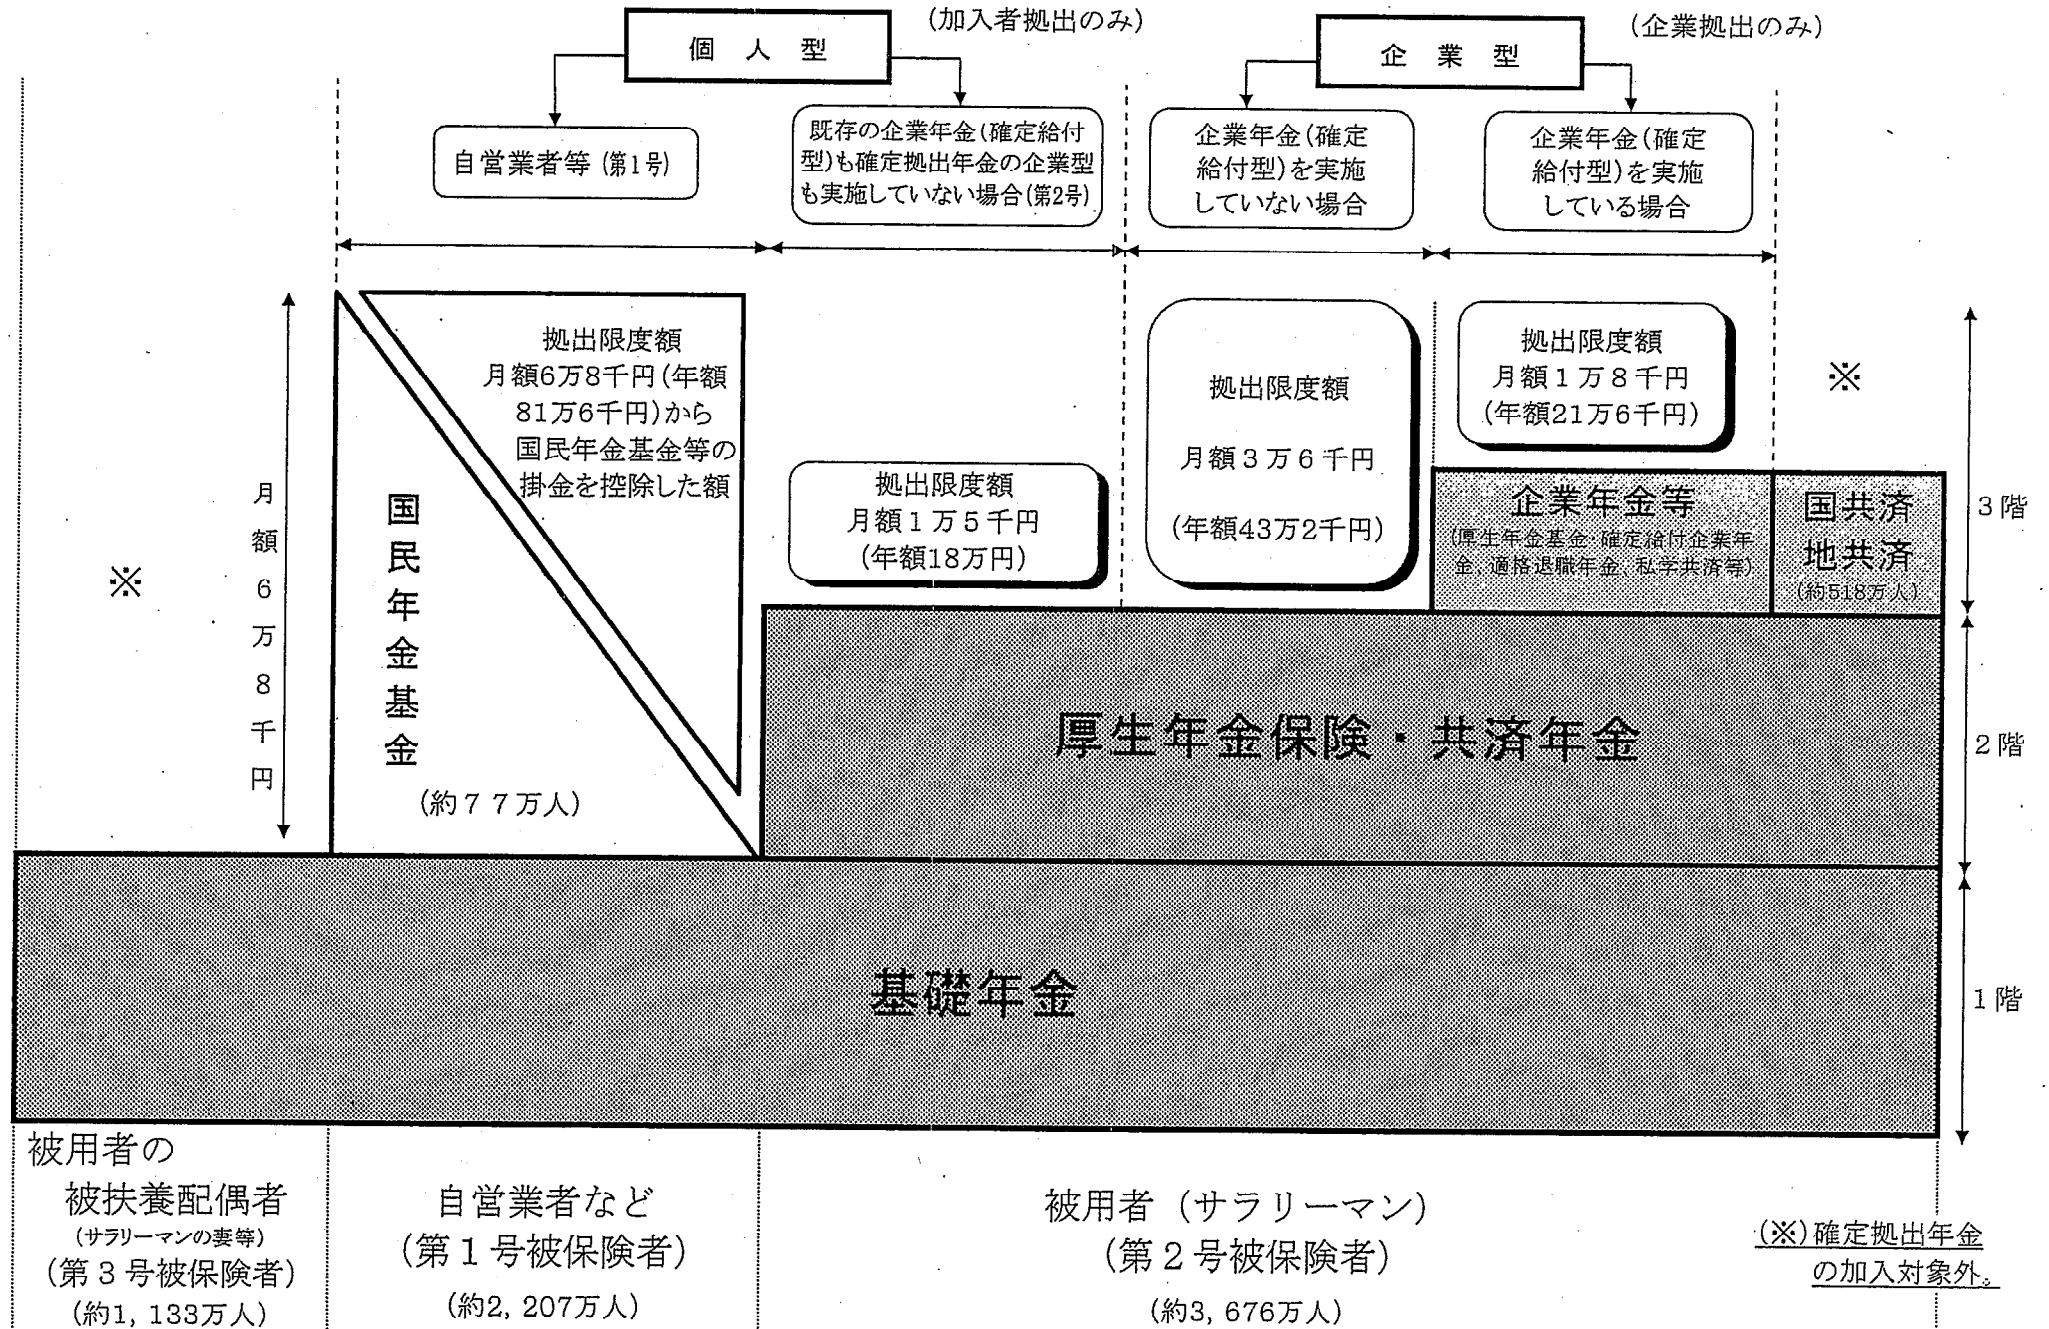 個人型
(加入者拠出のみ)
企業型
(企業拠出のみ)
自営業者等(第1号)
既存の企業年金(確定給付
型)も確定拠出年金の企業型
も実施していない場合(第2号)
企業年金(確定
給付型)を実施
していない場合
企業年金(確定
給付型)を実施
している場合
※
月額6万8千円
拠出限度額
月額6万8千円(年額
81万6千円)から
国民年金基金等の
掛金を控除した額
国民年金基金
(約77万人)
拠出限度額
月額1万5千円
(年額18万円)
拠出限度額
月額3万6千円
(年額43万2千円)
拠出限度額
月額1万8千円
(年額21万6千円)
※
企業年金等
(厚生年金基金・確定給付企業年
金、適格退職年金、私学共済等)
国共済
地共済
(約518万人)
3階
厚生年金保険・共済年金
2階
基礎年金
1階
被用者の
被扶養配偶者
(サラリーマンの妻等)
(第3号被保険者)
(約1,133万人)
自営業者など
(第1号被保険者)
(約2,207万人)
被用者(サラリーマン)
(第2号被保険者)
(約3,676万人)
(※)確定拠出年金
の加入対象外。